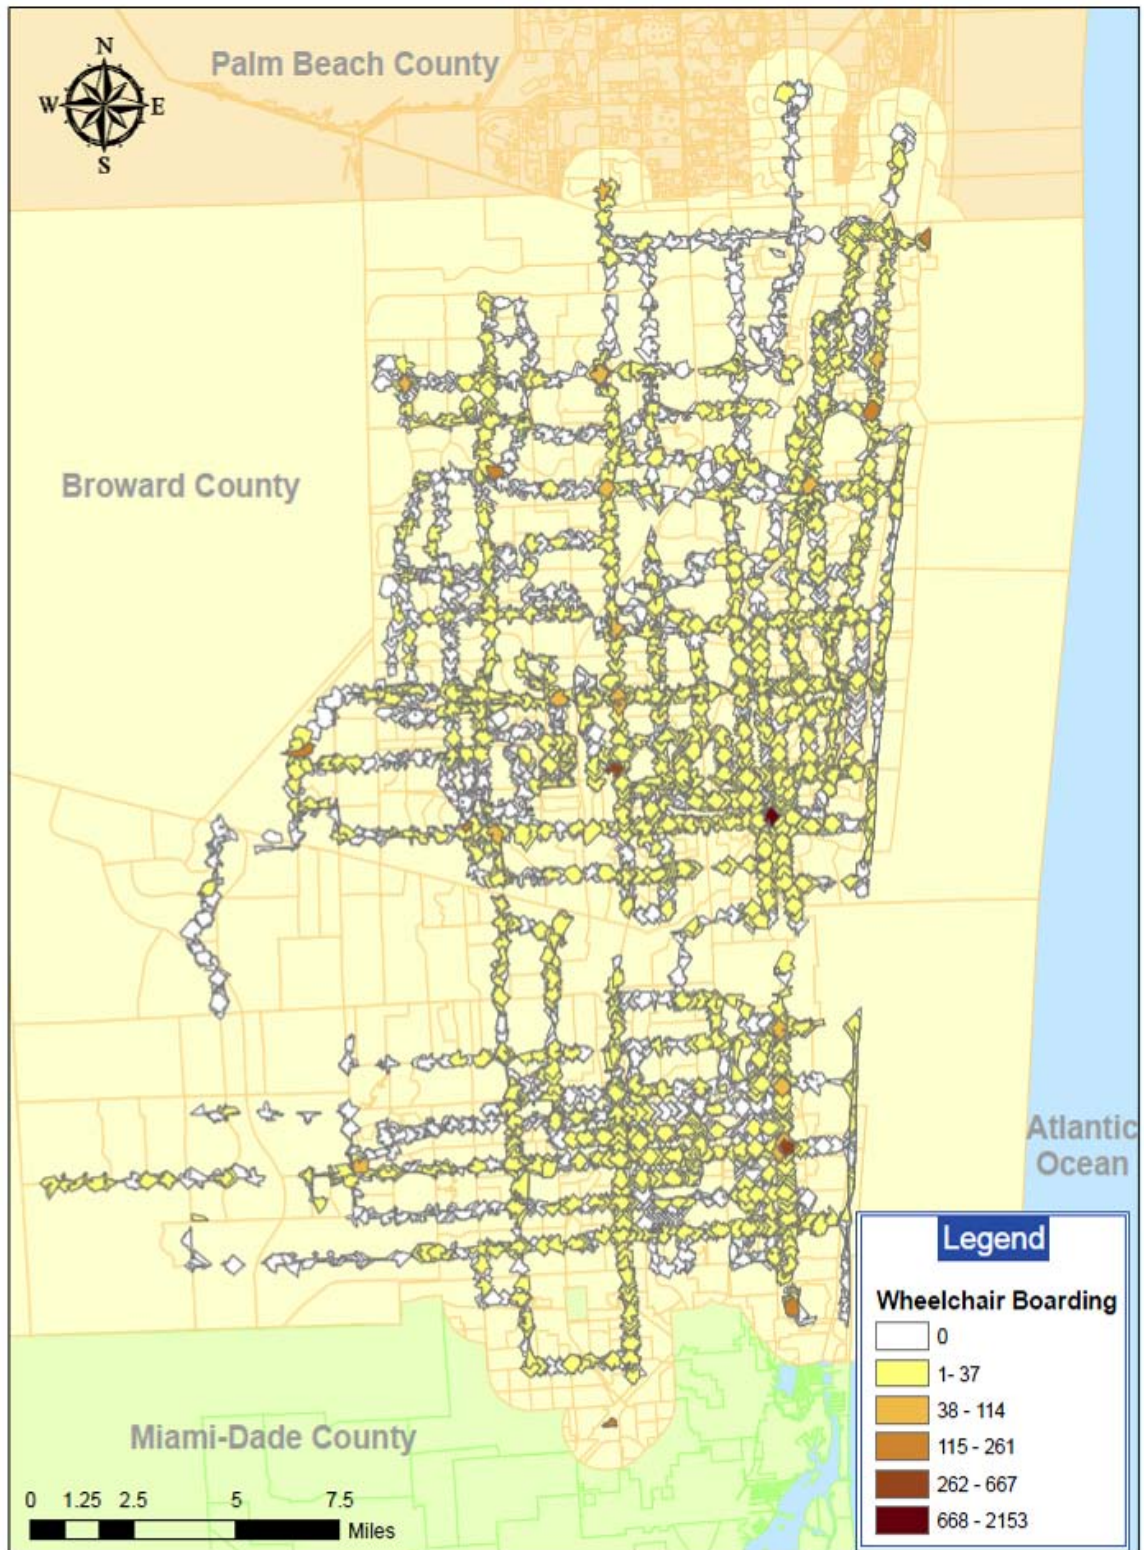 Palm Beach County
N
W E
S
Broward County
Atlantic
Ocean
Legend
Wheelchair Boarding
0
1- 37
38 - 114
115 - 261
262 - 667
668 - 2153
Miami-Dade County
0 1.25 2.5 5 7.5
Miles